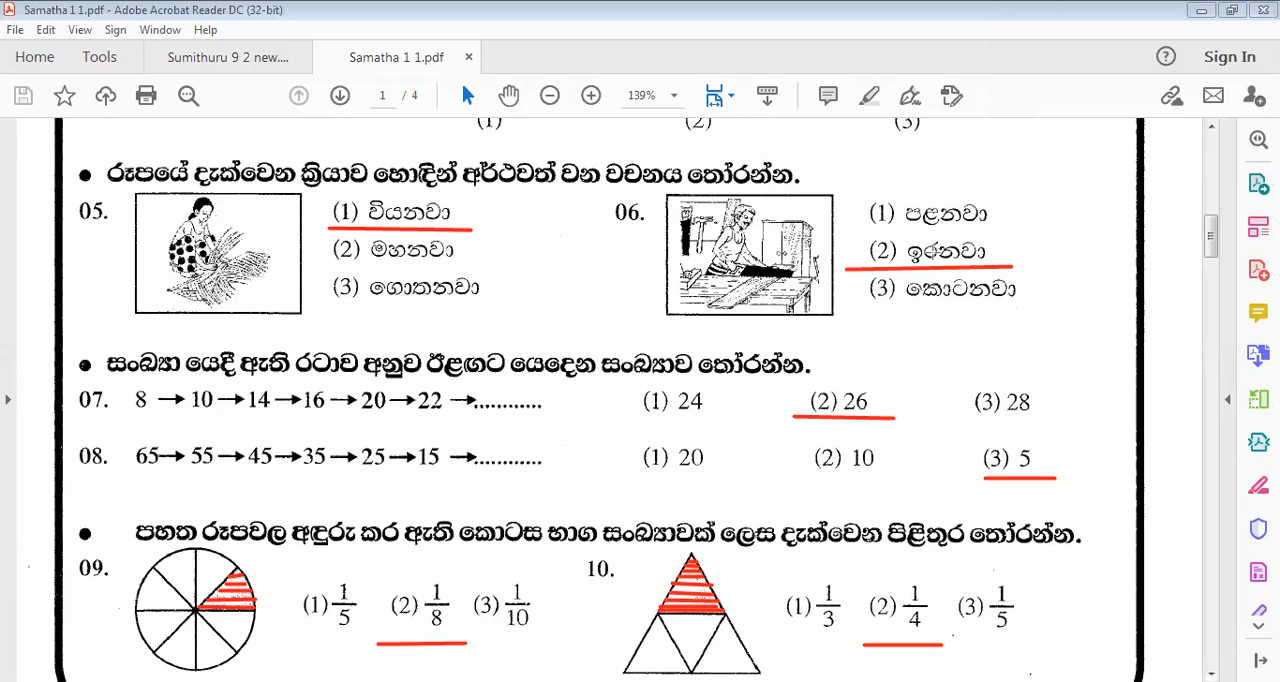 Samatha 1 1.pdf - Adobe Acrobat Reader DC (32-bit)
File Edit View Sign Window Help
Home Tools Sumithuru 9 2 new.... Samatha 1 1.pdf × Sign In
1 / 4 139%
(1) (2) (3)
• රූපයේ දැක්වෙන ක්‍රියාව හොඳින් අර්ථවත් වන වචනය තෝරන්න.
05. (1) වියනවා
(2) මහනවා
(3) ගොතනවා
06. (1) පළනවා
(2) ඉරනවා
(3) කොටනවා
• සංඛ්‍යා යෙදී ඇති රටාව අනුව ඊළඟට යෙදෙන සංඛ්‍යාව තෝරන්න.
07. 8 → 10 → 14 → 16 → 20 → 22 → ............ (1) 24 (2) 26 (3) 28
08. 65 → 55 → 45 → 35 → 25 → 15 → ............ (1) 20 (2) 10 (3) 5
• පහත රූපවල අඳුරු කර ඇති කොටස භාග සංඛ්‍යාවක් ලෙස දැක්වෙන පිළිතුර තෝරන්න.
09. (1) 1/5 (2) 1/8 (3) 1/10
10. (1) 1/3 (2) 1/4 (3) 1/5